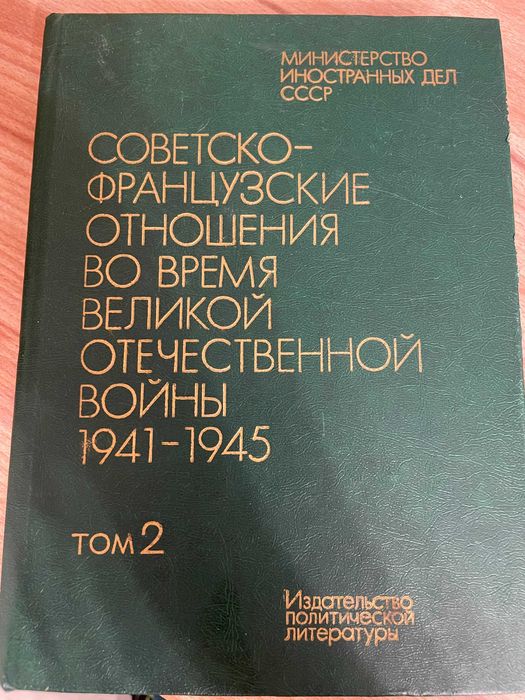 МИНИСТЕРСТВО
ИНОСТРАННЫХ ДЕЛ
СССР
СОВЕТСКО-
ФРАНЦУЗСКИЕ
ОТНОШЕНИЯ
ВО ВРЕМЯ
ВЕЛИКОЙ
ОТЕЧЕСТВЕННОЙ
ВОЙНЫ
1941-1945
ТОМ 2
Издательство
политической
литературы